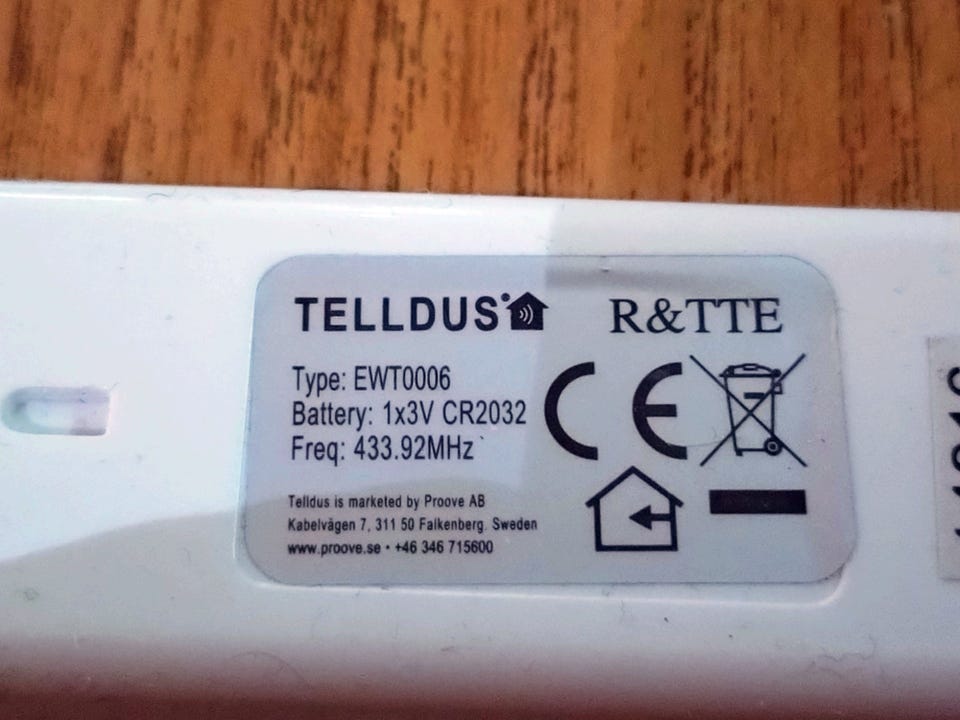 TELLDUS
R&TTE
Type: EWT0006
Battery: 1x3V CR2032
Freq: 433.92MHz
CE
Telldus is marketed by Proove AB
Kabelvägen 7, 311 50 Falkenberg. Sweden
www.proove.se • +46 346 715600